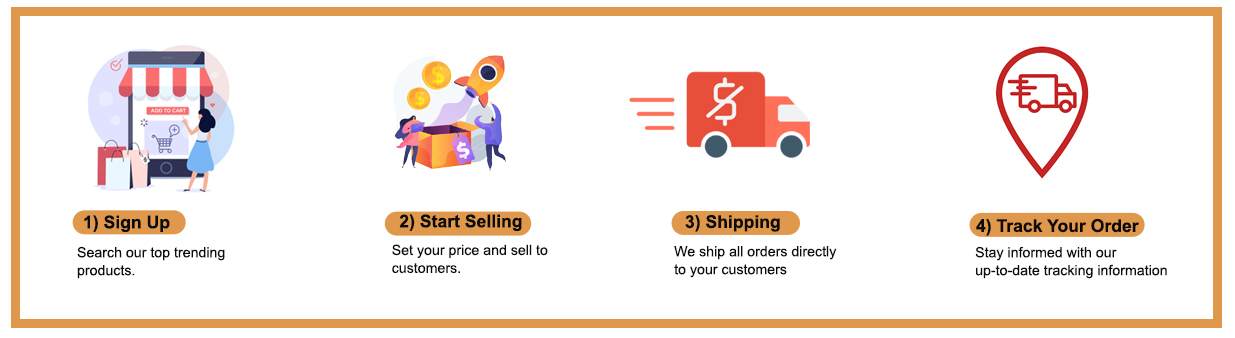 ADD TO CART
1) Sign Up
Search our top trending
products.
2) Start Selling
Set your price and sell to
customers.
3) Shipping
We ship all orders directly
to your customers
4) Track Your Order
Stay informed with our
up-to-date tracking information